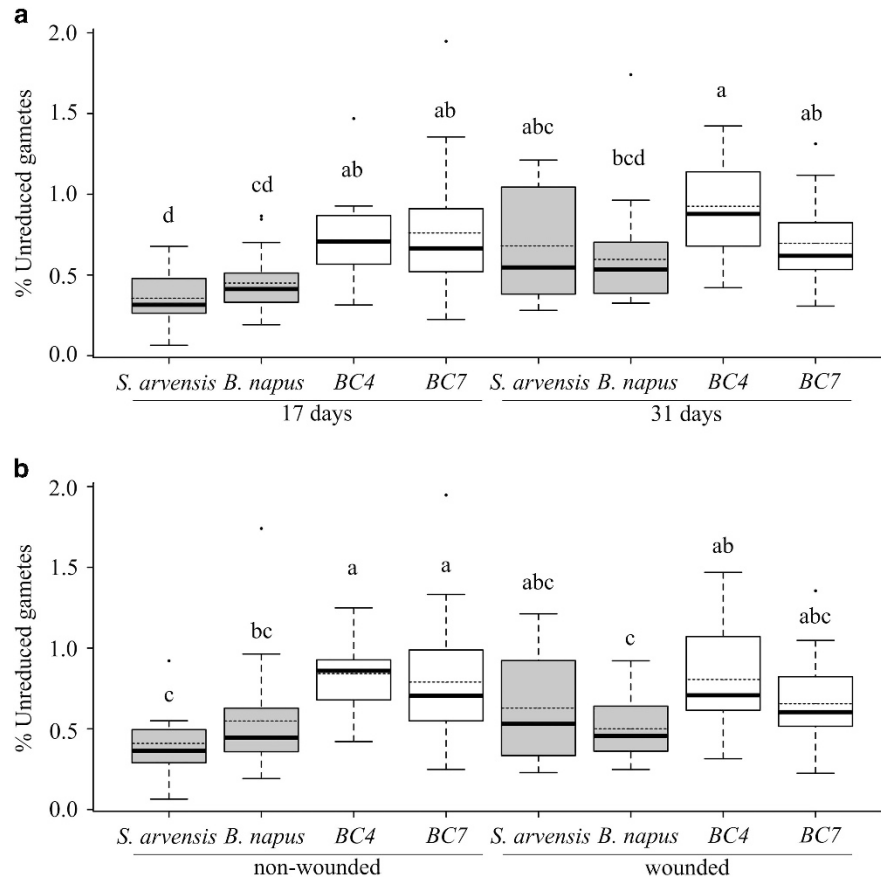 a
2.0
1.5
1.0
0.5
0.0
% Unreduced gametes
d
cd
ab
ab
abc
bcd
a
ab
S. arvensis B. napus BC4 BC7 S. arvensis B. napus BC4 BC7
17 days 31 days
b
2.0
1.5
1.0
0.5
0.0
% Unreduced gametes
c
bc
a
a
abc
c
ab
abc
S. arvensis B. napus BC4 BC7 S. arvensis B. napus BC4 BC7
non-wounded wounded